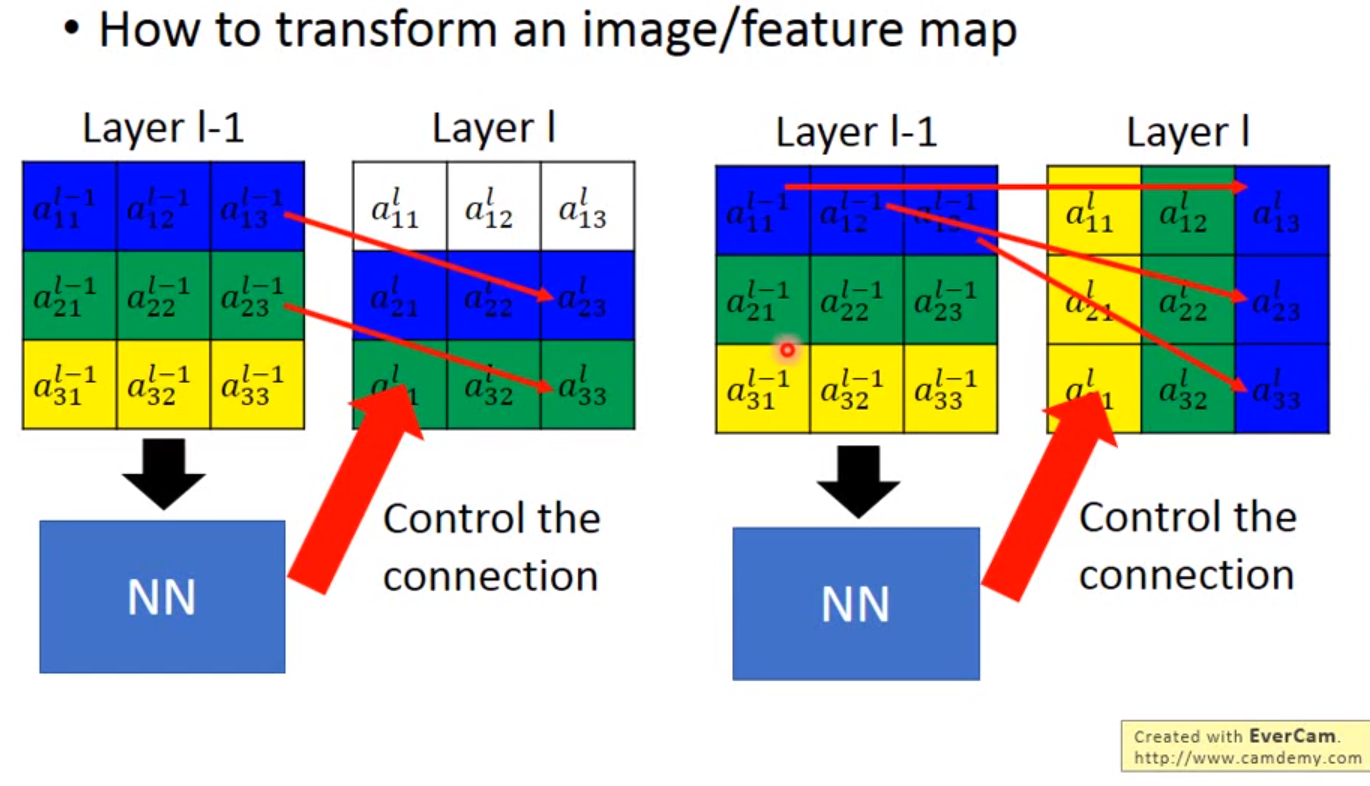 • How to transform an image/feature map
Layer l-1 Layer l Layer l-1 Layer l
a_{11}^{l-1} a_{12}^{l-1} a_{13}^{l-1} a_{11}^{l} a_{12}^{l} a_{13}^{l} a_{11}^{l-1} a_{12}^{l-1} a_{13}^{l-1} a_{11}^{l} a_{12}^{l} a_{13}^{l}
a_{21}^{l-1} a_{22}^{l-1} a_{23}^{l-1} a_{21}^{l} a_{22}^{l} a_{23}^{l} a_{21}^{l-1} a_{22}^{l-1} a_{23}^{l-1} a_{21}^{l} a_{22}^{l} a_{23}^{l}
a_{31}^{l-1} a_{32}^{l-1} a_{33}^{l-1} a_{32}^{l} a_{33}^{l} a_{31}^{l-1} a_{32}^{l-1} a_{33}^{l-1} a_{32}^{l} a_{33}^{l}
Control the
connection
NN
Control the
connection
NN
Created with EverCam.
http://www.camdemy.com